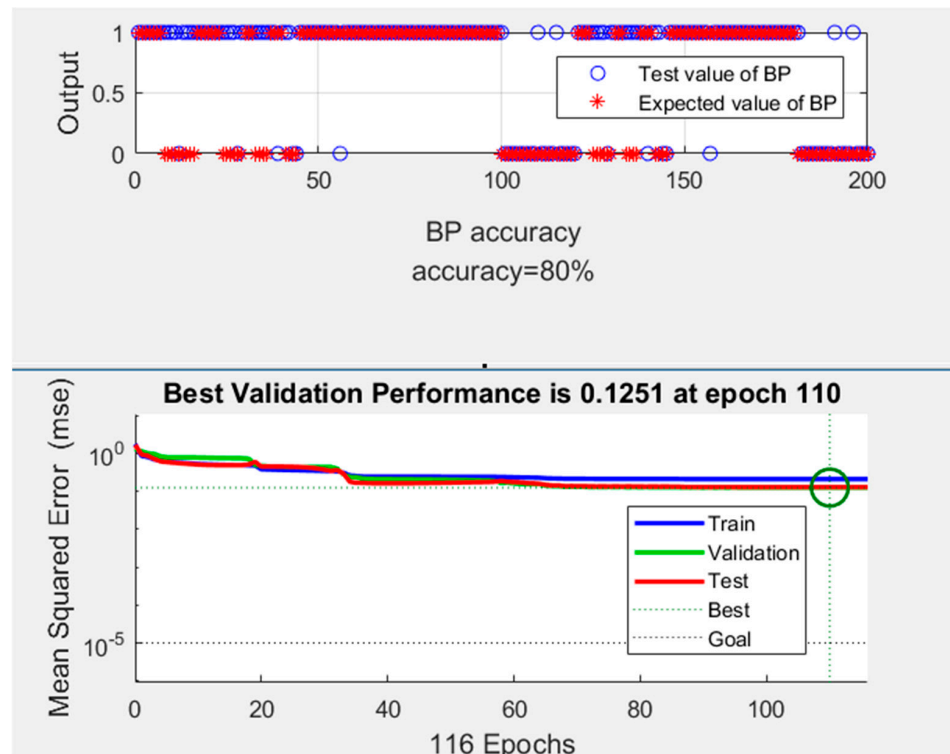 1
0.5
0
Output
Test value of BP
Expected value of BP
0 50 100 150 200
BP accuracy
accuracy=80%
Best Validation Performance is 0.1251 at epoch 110
Mean Squared Error (mse)
10^0
10^-5
Train
Validation
Test
Best
Goal
0 20 40 60 80 100
116 Epochs